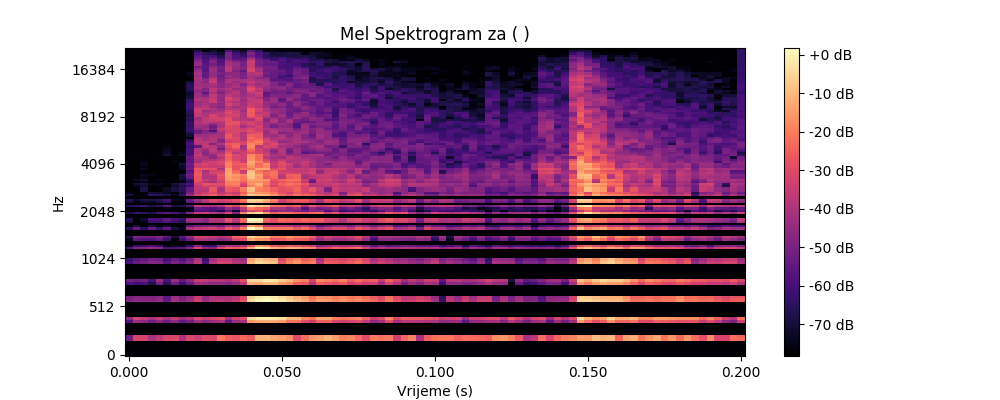 Mel Spektrogram za ( )
Hz
16384
8192
4096
2048
1024
512
0
0.000 0.050 0.100 0.150 0.200
Vrijeme (s)
+0 dB
-10 dB
-20 dB
-30 dB
-40 dB
-50 dB
-60 dB
-70 dB